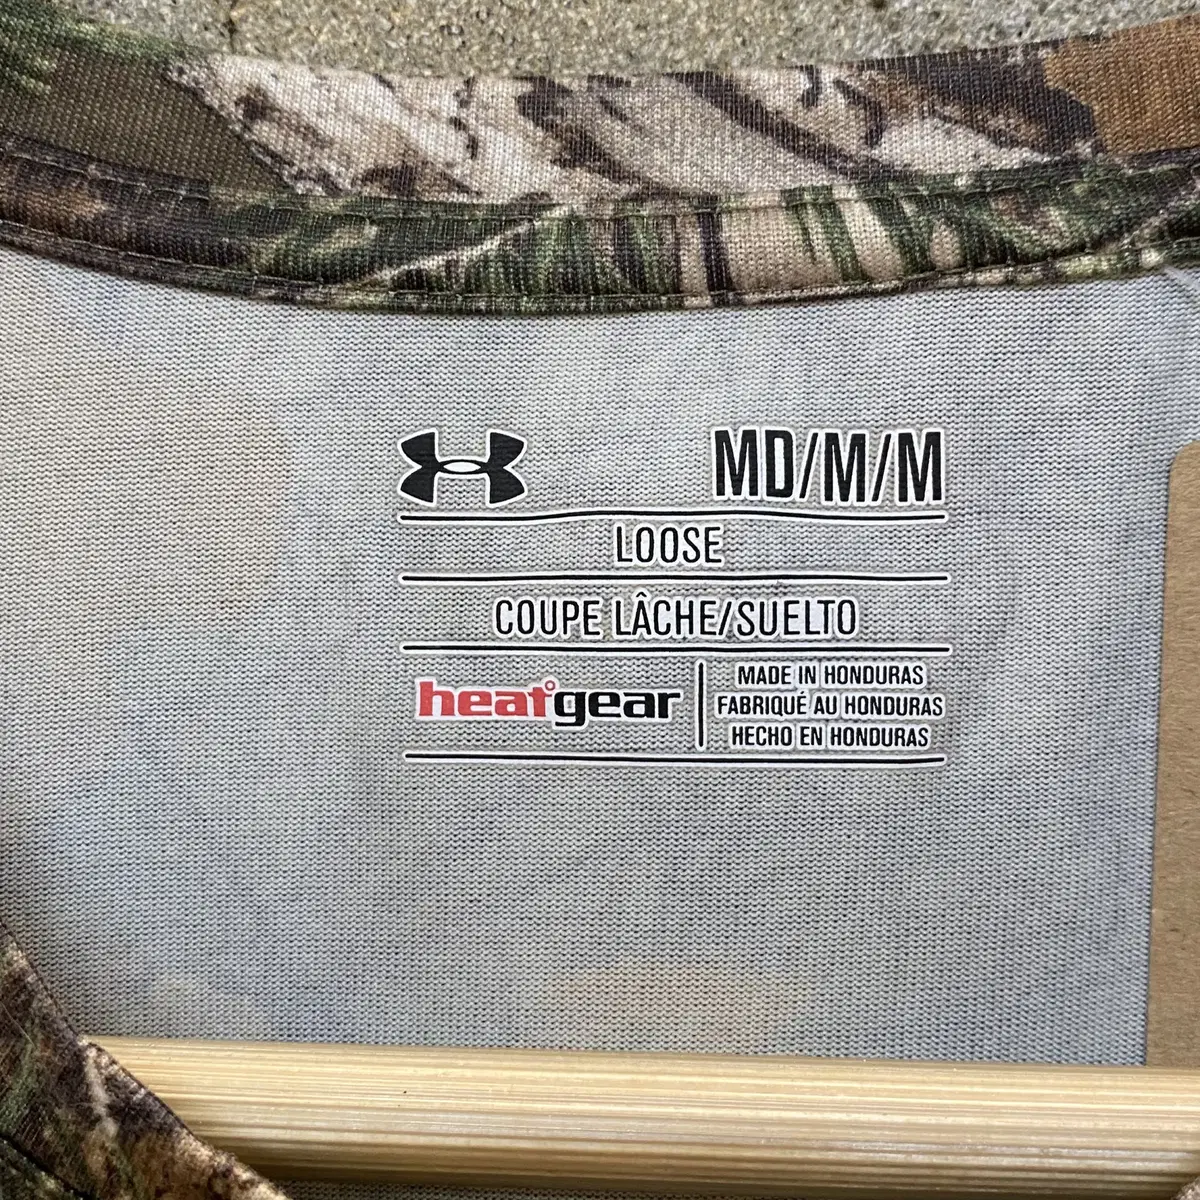 MD/M/M
LOOSE
COUPE LÂCHE/SUELTO
heatgear
MADE IN HONDURAS
FABRIQUÉ AU HONDURAS
HECHO EN HONDURAS